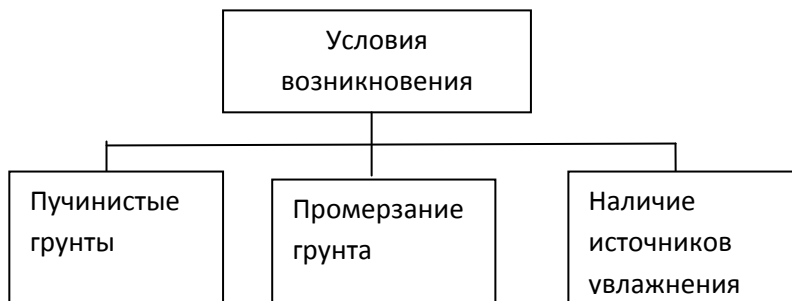 Условия
возникновения
Пучинистые
грунты
Промерзание
грунта
Наличие
источников
увлажнения